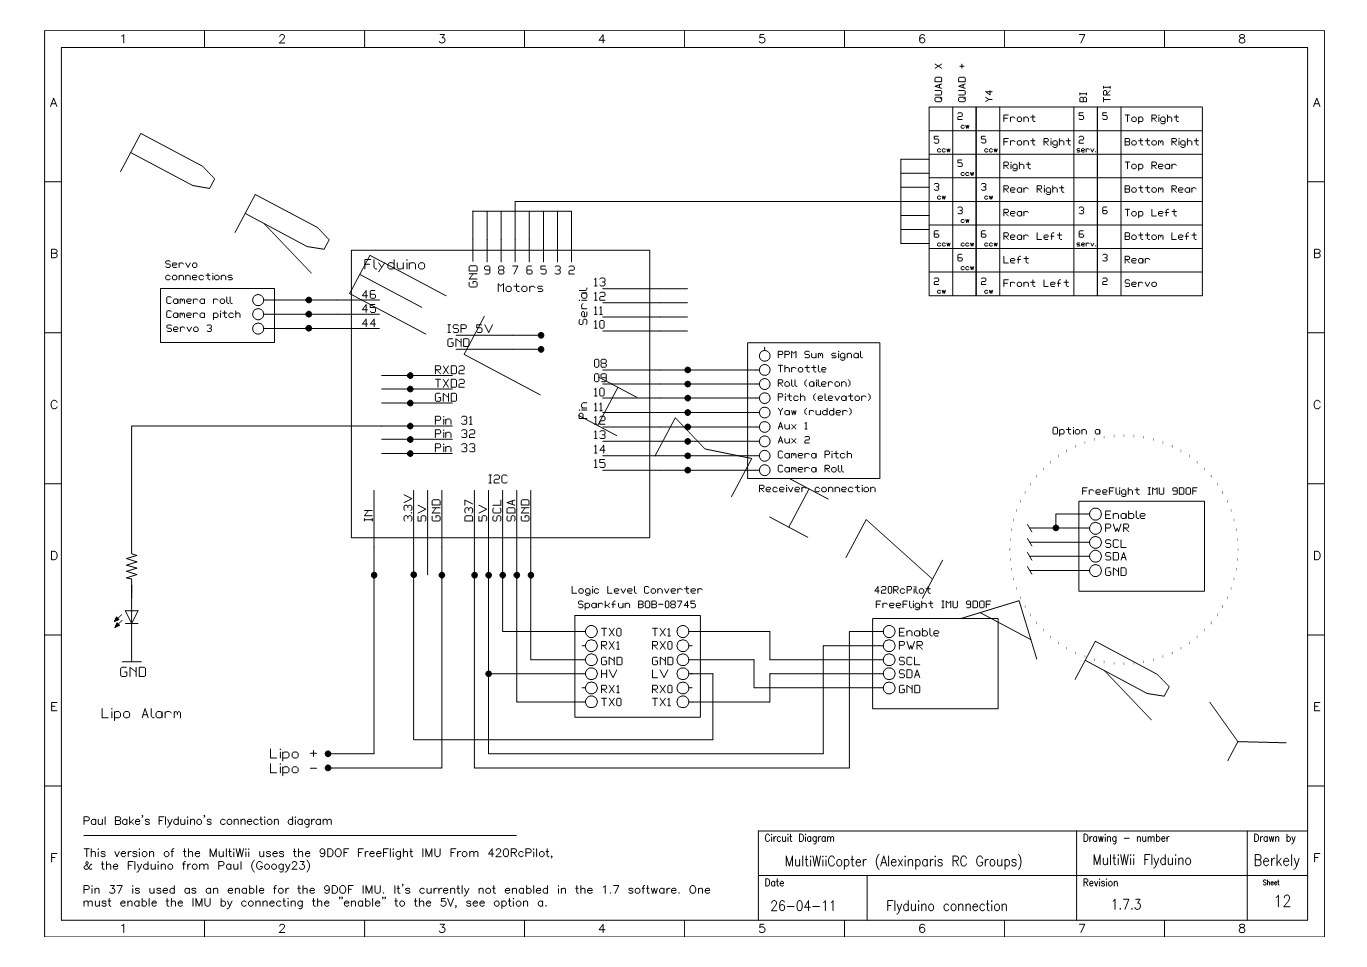 1 2 3 4 5 6 7 8
A A
B B
C C
D D
E E
F F
QUAD X QUAD + Y4 BI TRI
2 cw Front 5 5 Top Right
5 ccw 5 ccw Front Right 2 serv. Bottom Right
5 ccw Right Top Rear
3 cw 3 cw Rear Right Bottom Rear
3 cw Rear 3 6 Top Left
6 ccw ccw 6 ccw Rear Left 6 serv. Bottom Left
6 ccw Left 3 Rear
2 cw 2 cw Front Left 2 Servo
Servo
connections
Camera roll
Camera pitch
Servo 3
Flyduino
46
45
44
GND 9 8 7 6 5 3 2
Motors
Serial
13
12
11
10
ISP 5V
GND
RXD2
TXD2
GND
Pin 31
Pin 32
Pin 33
Pin
08
09
10
11
12
13
14
15
PPM Sum signal
Throttle
Roll (aileron)
Pitch (elevator)
Yaw (rudder)
Aux 1
Aux 2
Camera Pitch
Camera Roll
Receiver connection
I2C
IN 3.3V 5V GND D37 5V SCL SDA GND
Option a
FreeFlight IMU 9DOF
Enable
PWR
SCL
SDA
GND
Logic Level Converter
Sparkfun BOB-08745
TX0 TX1
RX1 RX0
GND GND
HV LV
RX1 RX0
TX0 TX1
420RcPilot
FreeFlight IMU 9DOF
Enable
PWR
SCL
SDA
GND
GND
Lipo Alarm
Lipo +
Lipo -
Paul Bake's Flyduino's connection diagram
This version of the MultiWii uses the 9DOF FreeFlight IMU From 420RcPilot,
& the Flyduino from Paul (Googy23)
Pin 37 is used as an enable for the 9DOF IMU. It's currently not enabled in the 1.7 software. One
must enable the IMU by connecting the "enable" to the 5V, see option a.
Circuit Diagram
MultiWiiCopter (Alexinparis RC Groups)
Drawing - number
MultiWii Flyduino
Drawn by
Berkely
Date
26-04-11
Flyduino connection
Revision
1.7.3
Sheet
12
1 2 3 4 5 6 7 8